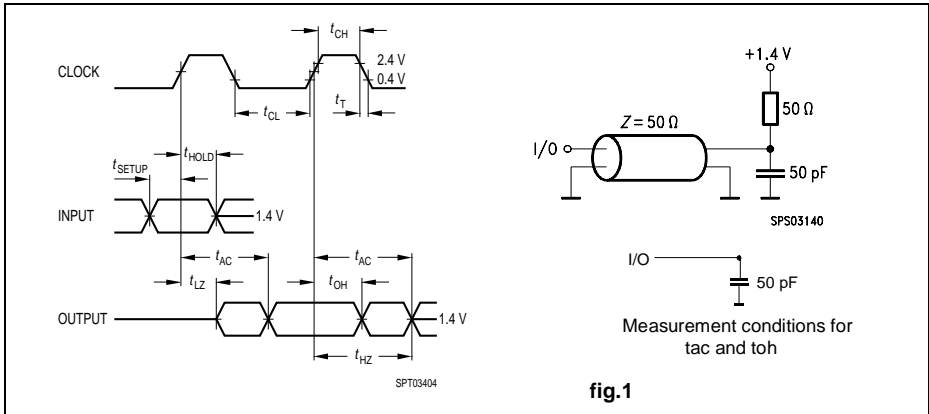 t_CH
CLOCK
2.4 V
0.4 V
t_CL
t_T
t_SETUP
t_HOLD
INPUT
1.4 V
t_AC
t_AC
t_LZ
t_OH
OUTPUT
1.4 V
t_HZ
SPT03404
+1.4 V
50 Ω
Z = 50 Ω
I/O
50 pF
SPS03140
I/O
50 pF
Measurement conditions for
tac and toh
fig.1